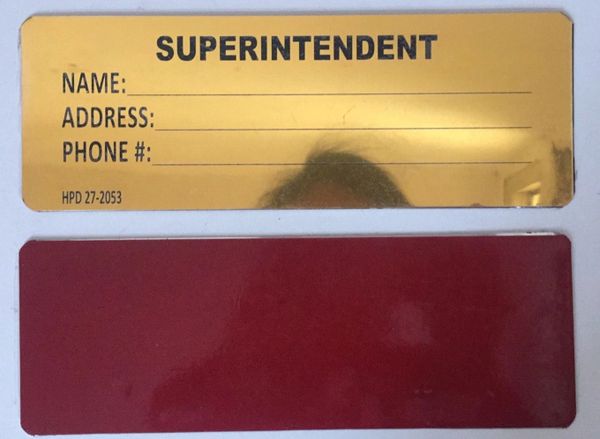 SUPERINTENDENT
NAME:
ADDRESS:
PHONE #:
HPD 27-2053